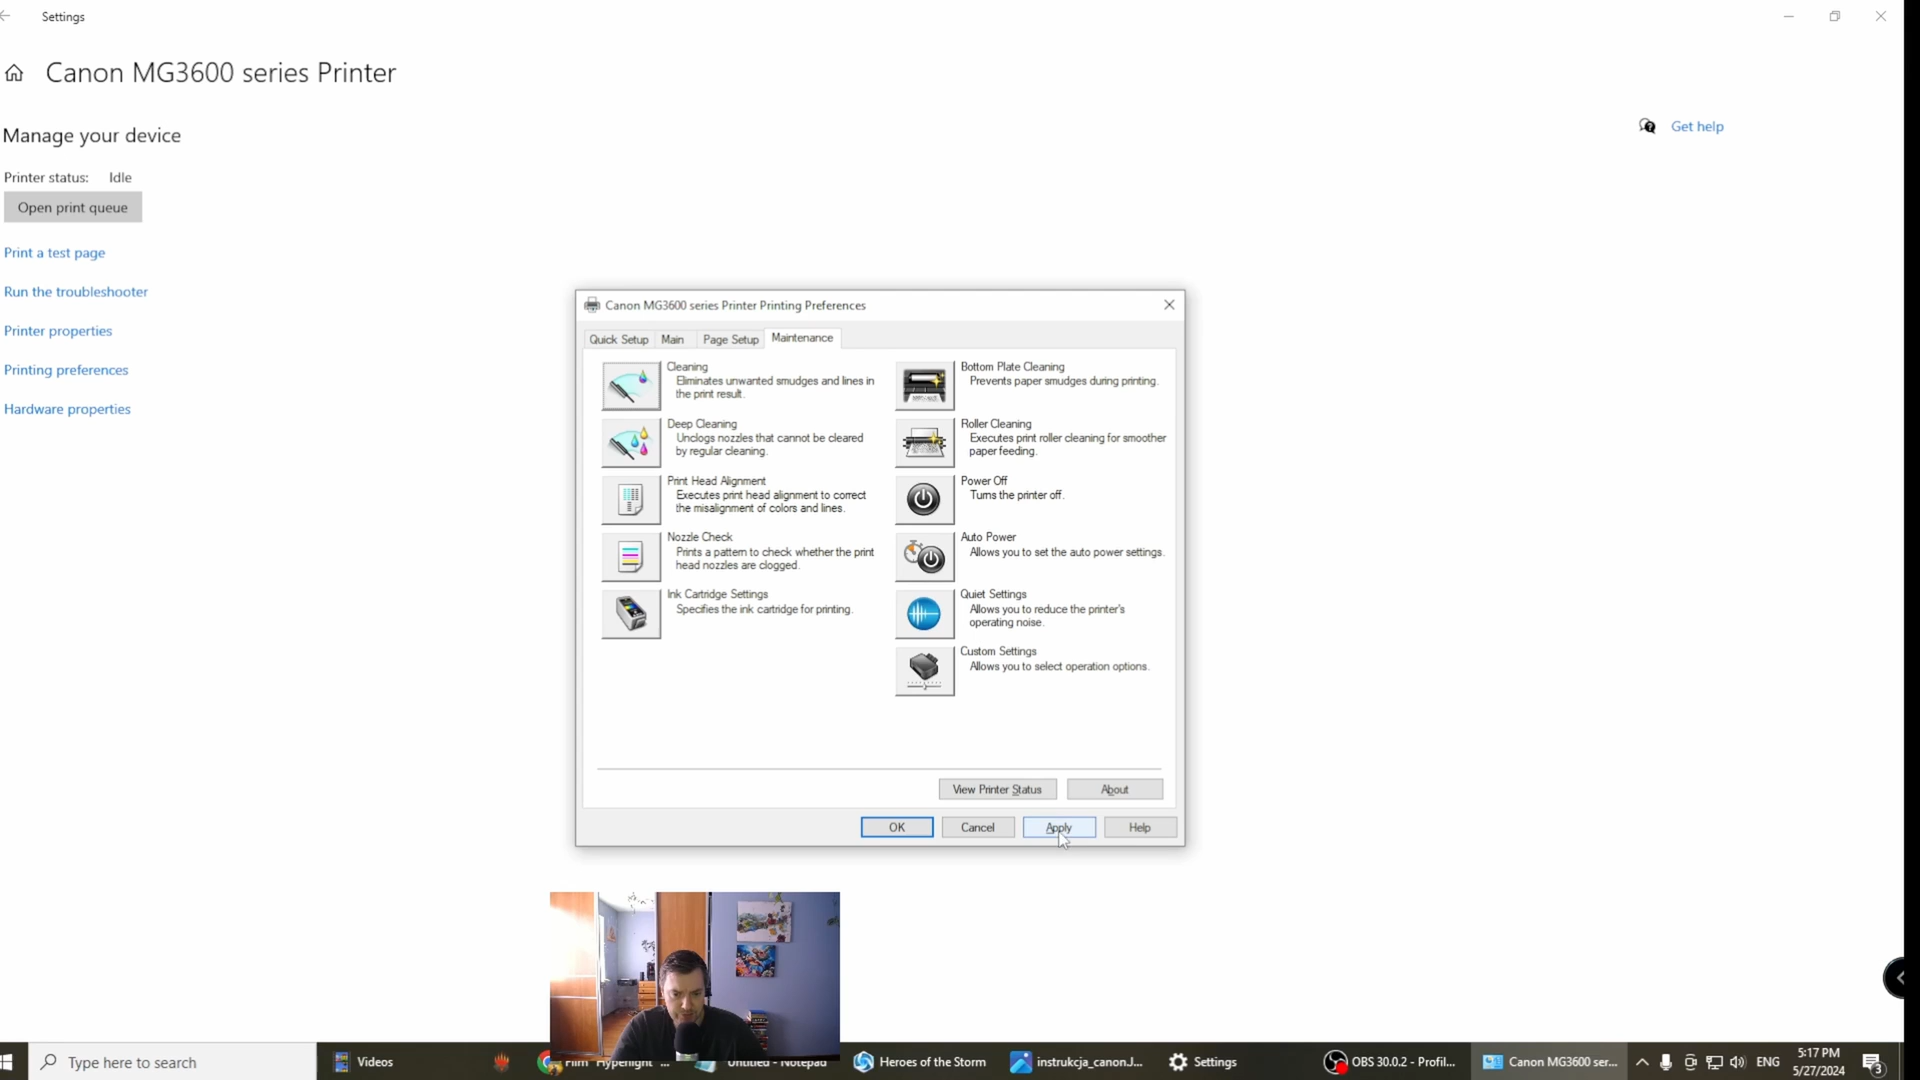 Settings
Canon MG3600 series Printer
Manage your device
Get help
Printer status: Idle
Open print queue
Print a test page
Run the troubleshooter
Printer properties
Printing preferences
Hardware properties
Canon MG3600 series Printer Printing Preferences
Quick Setup Main Page Setup Maintenance
Cleaning
Eliminates unwanted smudges and lines in
the print result.
Deep Cleaning
Unclogs nozzles that cannot be cleared
by regular cleaning.
Print Head Alignment
Executes print head alignment to correct
the misalignment of colors and lines.
Nozzle Check
Prints a pattern to check whether the print
head nozzles are clogged.
Ink Cartridge Settings
Specifies the ink cartridge for printing.
Bottom Plate Cleaning
Prevents paper smudges during printing.
Roller Cleaning
Executes print roller cleaning for smoother
paper feeding.
Power Off
Turns the printer off.
Auto Power
Allows you to set the auto power settings.
Quiet Settings
Allows you to reduce the printer's
operating noise.
Custom Settings
Allows you to select operation options.
View Printer Status About
OK Cancel Apply Help
Type here to search Videos Film Hyperlight ... Untitled - Notepad Heroes of the Storm instrukcja_canon.J... Settings OBS 30.0.2 - Profil... Canon MG3600 ser... ENG
5:17 PM
5/27/2024
3